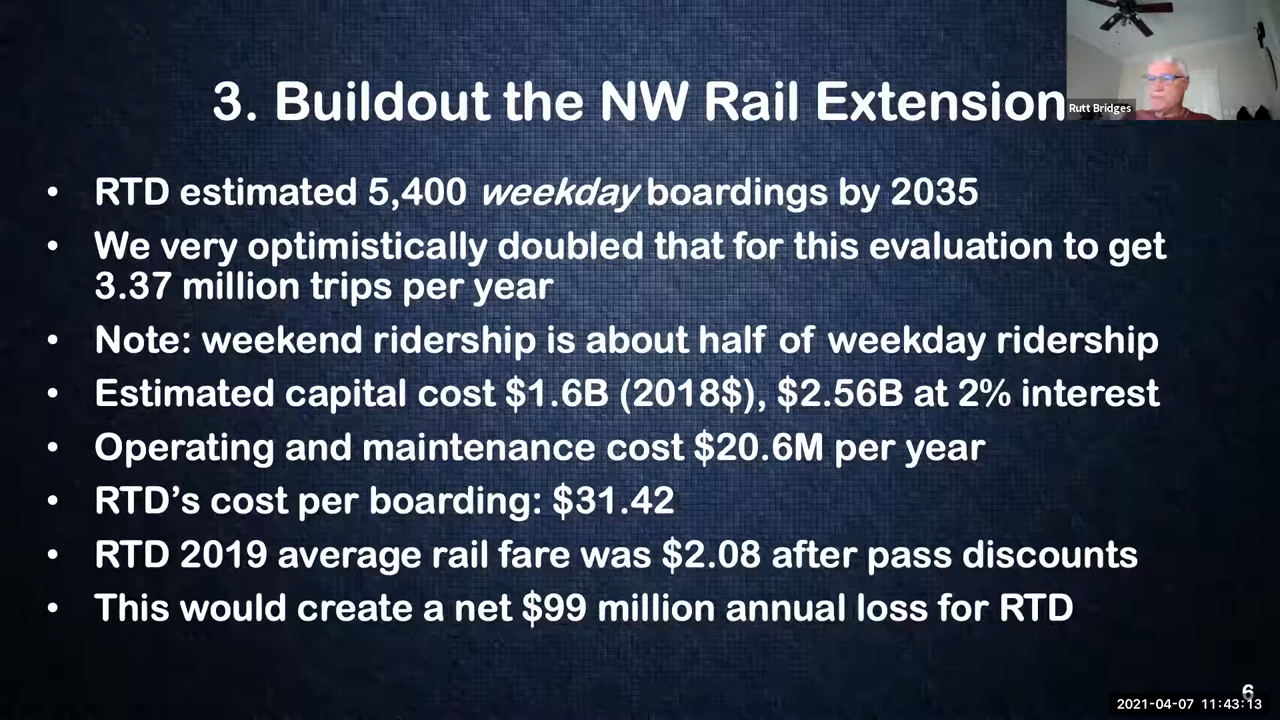 3. Buildout the NW Rail Extension
Rutt Bridges
• RTD estimated 5,400 weekday boardings by 2035
• We very optimistically doubled that for this evaluation to get
3.37 million trips per year
• Note: weekend ridership is about half of weekday ridership
• Estimated capital cost $1.6B (2018$), $2.56B at 2% interest
• Operating and maintenance cost $20.6M per year
• RTD’s cost per boarding: $31.42
• RTD 2019 average rail fare was $2.08 after pass discounts
• This would create a net $99 million annual loss for RTD
6
2021-04-07 11:43:13